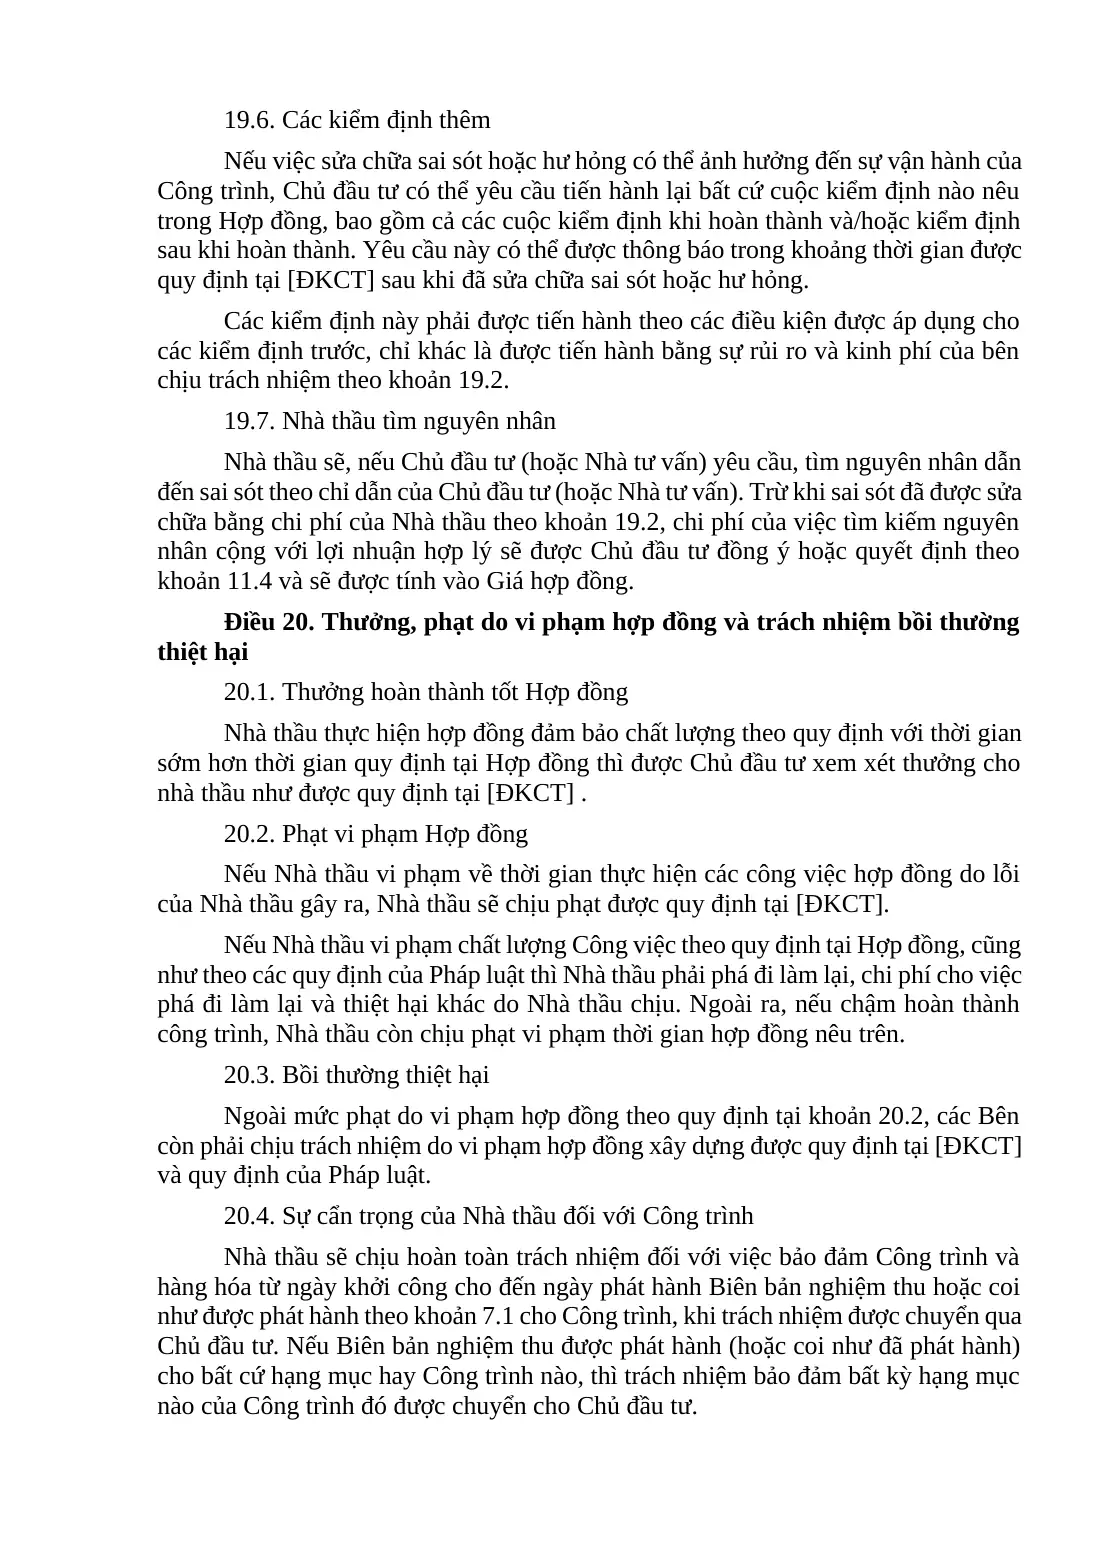 19.6. Các kiểm định thêm
Nếu việc sửa chữa sai sót hoặc hư hỏng có thể ảnh hưởng đến sự vận hành của
Công trình, Chủ đầu tư có thể yêu cầu tiến hành lại bất cứ cuộc kiểm định nào nêu
trong Hợp đồng, bao gồm cả các cuộc kiểm định khi hoàn thành và/hoặc kiểm định
sau khi hoàn thành. Yêu cầu này có thể được thông báo trong khoảng thời gian được
quy định tại [ĐKCT] sau khi đã sửa chữa sai sót hoặc hư hỏng.
Các kiểm định này phải được tiến hành theo các điều kiện được áp dụng cho
các kiểm định trước, chỉ khác là được tiến hành bằng sự rủi ro và kinh phí của bên
chịu trách nhiệm theo khoản 19.2.
19.7. Nhà thầu tìm nguyên nhân
Nhà thầu sẽ, nếu Chủ đầu tư (hoặc Nhà tư vấn) yêu cầu, tìm nguyên nhân dẫn
đến sai sót theo chỉ dẫn của Chủ đầu tư (hoặc Nhà tư vấn). Trừ khi sai sót đã được sửa
chữa bằng chi phí của Nhà thầu theo khoản 19.2, chi phí của việc tìm kiếm nguyên
nhân cộng với lợi nhuận hợp lý sẽ được Chủ đầu tư đồng ý hoặc quyết định theo
khoản 11.4 và sẽ được tính vào Giá hợp đồng.
Điều 20. Thưởng, phạt do vi phạm hợp đồng và trách nhiệm bồi thường
thiệt hại
20.1. Thưởng hoàn thành tốt Hợp đồng
Nhà thầu thực hiện hợp đồng đảm bảo chất lượng theo quy định với thời gian
sớm hơn thời gian quy định tại Hợp đồng thì được Chủ đầu tư xem xét thưởng cho
nhà thầu như được quy định tại [ĐKCT] .
20.2. Phạt vi phạm Hợp đồng
Nếu Nhà thầu vi phạm về thời gian thực hiện các công việc hợp đồng do lỗi
của Nhà thầu gây ra, Nhà thầu sẽ chịu phạt được quy định tại [ĐKCT].
Nếu Nhà thầu vi phạm chất lượng Công việc theo quy định tại Hợp đồng, cũng
như theo các quy định của Pháp luật thì Nhà thầu phải phá đi làm lại, chi phí cho việc
phá đi làm lại và thiệt hại khác do Nhà thầu chịu. Ngoài ra, nếu chậm hoàn thành
công trình, Nhà thầu còn chịu phạt vi phạm thời gian hợp đồng nêu trên.
20.3. Bồi thường thiệt hại
Ngoài mức phạt do vi phạm hợp đồng theo quy định tại khoản 20.2, các Bên
còn phải chịu trách nhiệm do vi phạm hợp đồng xây dựng được quy định tại [ĐKCT]
và quy định của Pháp luật.
20.4. Sự cẩn trọng của Nhà thầu đối với Công trình
Nhà thầu sẽ chịu hoàn toàn trách nhiệm đối với việc bảo đảm Công trình và
hàng hóa từ ngày khởi công cho đến ngày phát hành Biên bản nghiệm thu hoặc coi
như được phát hành theo khoản 7.1 cho Công trình, khi trách nhiệm được chuyển qua
Chủ đầu tư. Nếu Biên bản nghiệm thu được phát hành (hoặc coi như đã phát hành)
cho bất cứ hạng mục hay Công trình nào, thì trách nhiệm bảo đảm bất kỳ hạng mục
nào của Công trình đó được chuyển cho Chủ đầu tư.